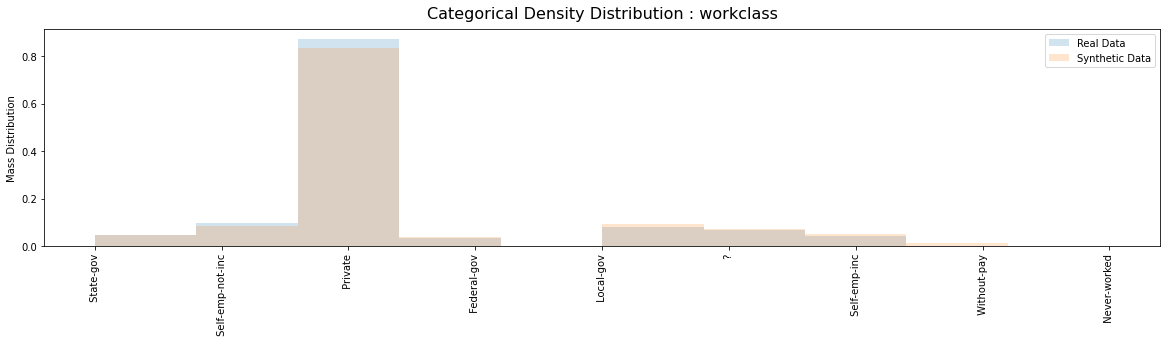 Categorical Density Distribution : workclass
Real Data
Synthetic Data
Mass Distribution
0.8
0.6
0.4
0.2
0.0
State-gov
Self-emp-not-inc
Private
Federal-gov
Local-gov
?
Self-emp-inc
Without-pay
Never-worked